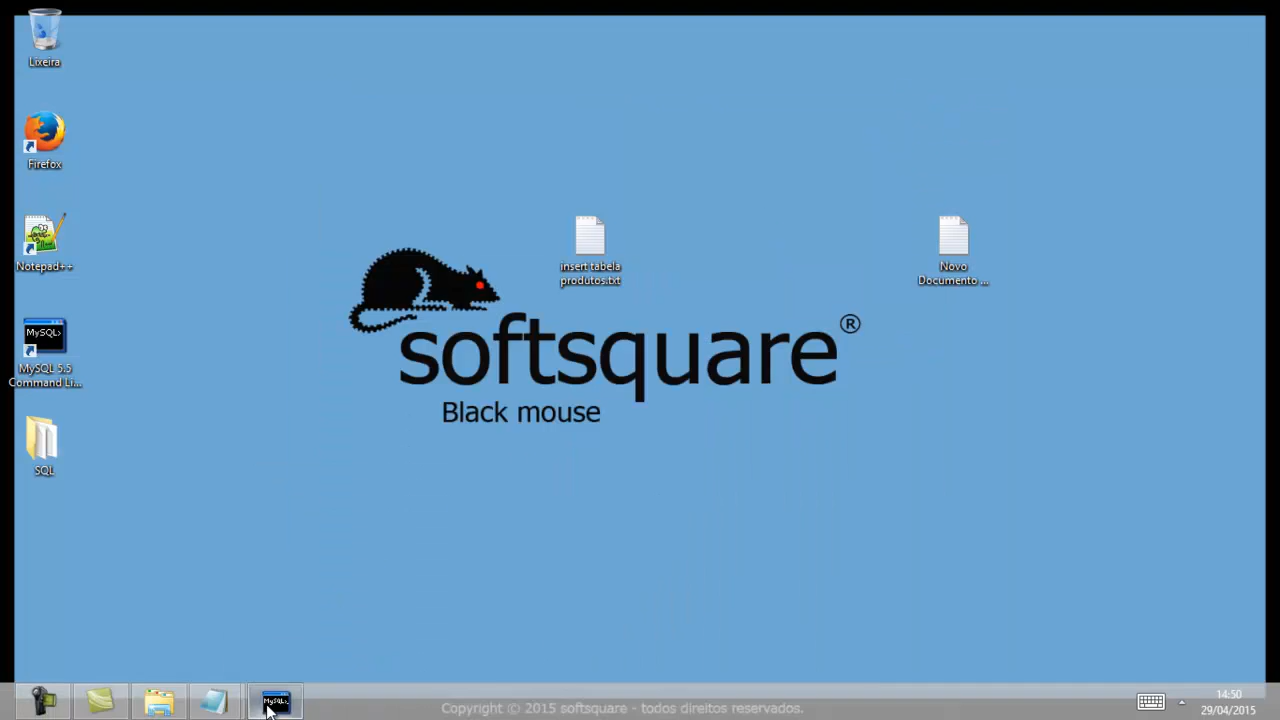 Lixeira
Firefox
Notepad++
MySQL>
MySQL 5.5
Command Li...
SQL
insert tabela
produtos.txt
Novo
Documento ...
softsquare®
Black mouse
MySQL>
Copyright © 2015 softsquare - todos direitos reservados.
14:50
29/04/2015